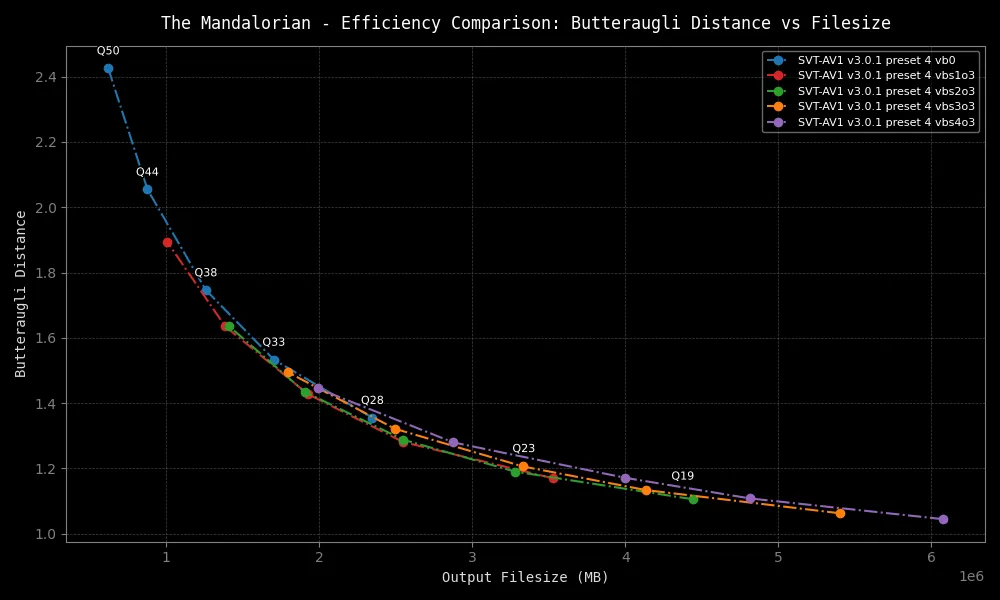 The Mandalorian - Efficiency Comparison: Butteraugli Distance vs Filesize
Q50
SVT-AV1 v3.0.1 preset 4 vb0
SVT-AV1 v3.0.1 preset 4 vbs1o3
SVT-AV1 v3.0.1 preset 4 vbs2o3
SVT-AV1 v3.0.1 preset 4 vbs3o3
SVT-AV1 v3.0.1 preset 4 vbs4o3
2.4
2.2
Q44
2.0
1.8
Q38
1.6
Q33
1.4
Q28
1.2
Q23
Q19
1.0
Butteraugli Distance
1 2 3 4 5 6
Output Filesize (MB)
1e6